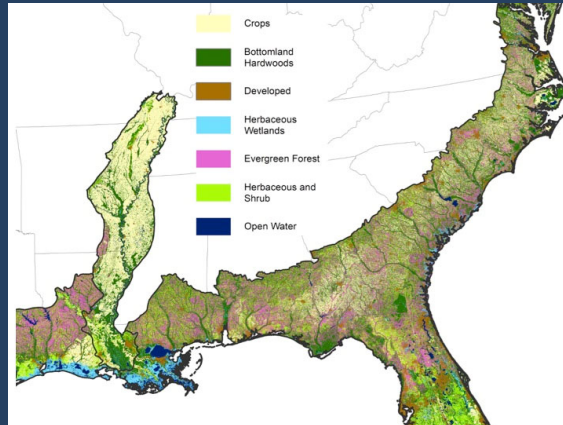 Crops
Bottomland
Hardwoods
Developed
Herbaceous
Wetlands
Evergreen Forest
Herbaceous and
Shrub
Open Water